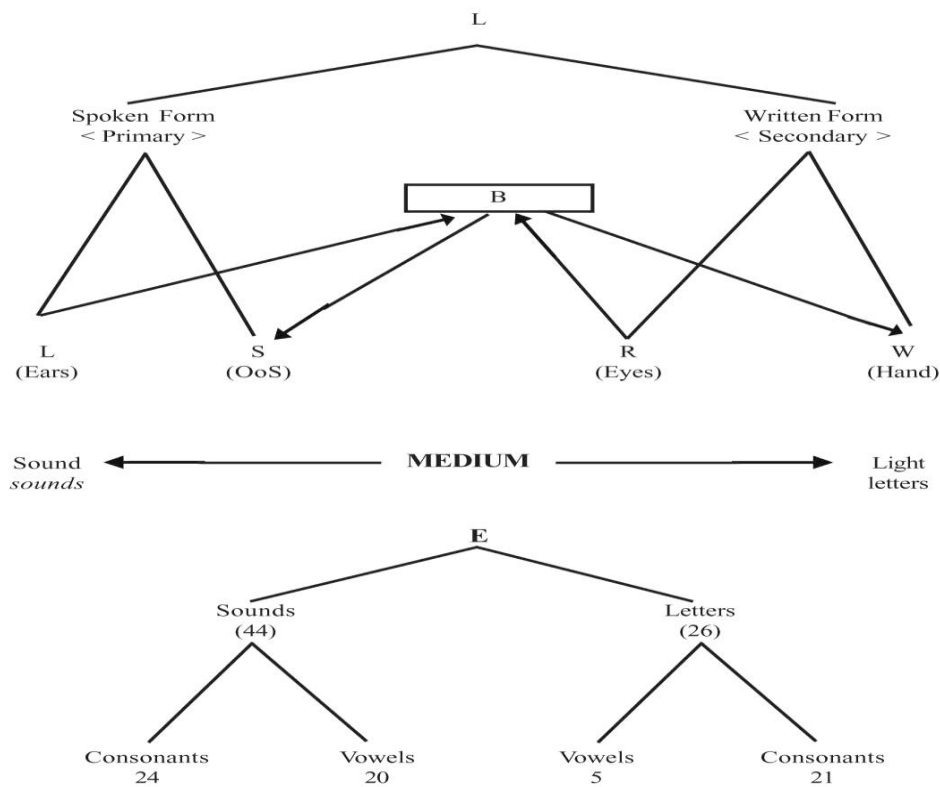 L
Spoken Form Written Form
< Primary > < Secondary >
B
L S R W
(Ears) (OoS) (Eyes) (Hand)
Sound MEDIUM Light
sounds letters
E
Sounds Letters
(44) (26)
Consonants Vowels Vowels Consonants
24 20 5 21